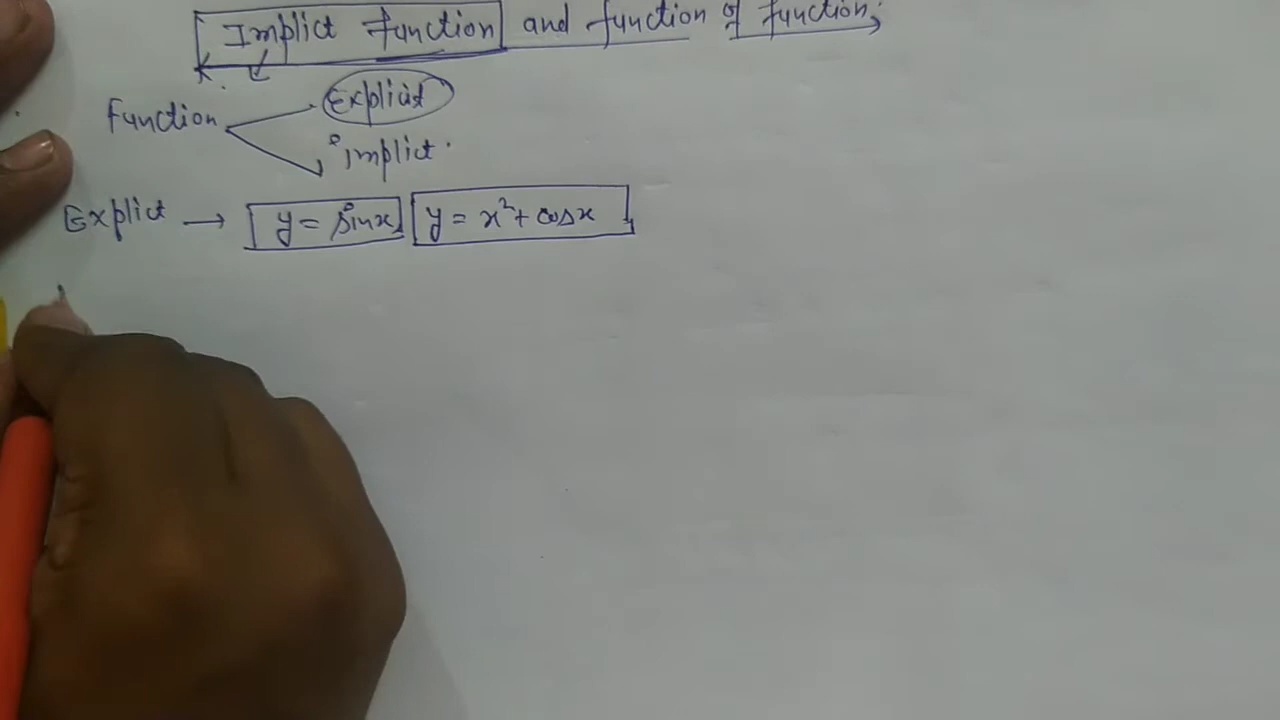 Implict function and function of function;
function
Explicit
implict.
Explict → y = sinx y = x² + cosx